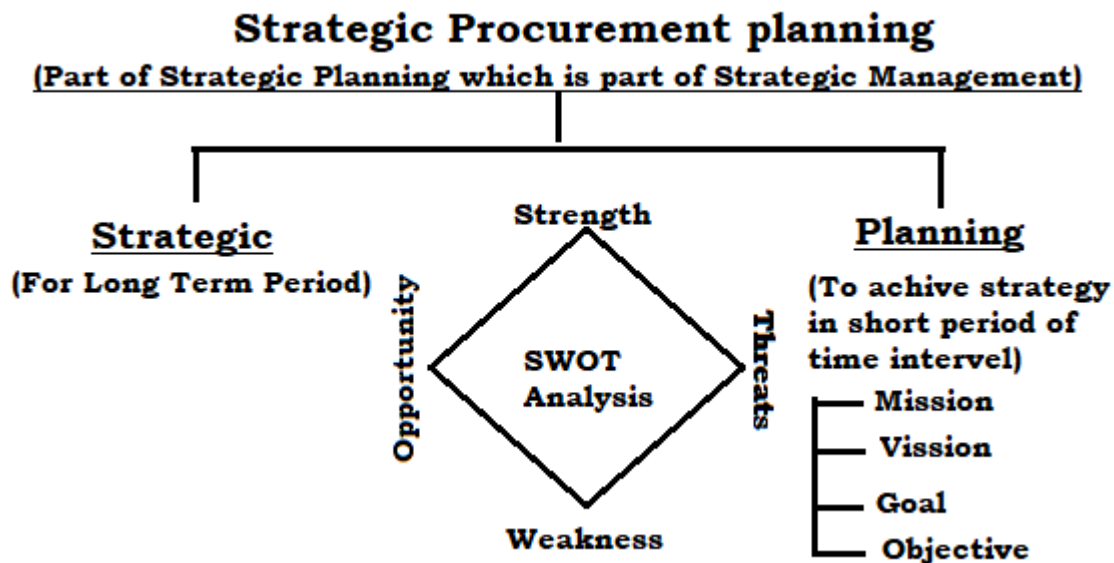 Strategic Procurement planning
(Part of Strategic Planning which is part of Strategic Management)
Strategic
(For Long Term Period)
Strength
Opportunity
SWOT
Analysis
Threats
Weakness
Planning
(To achive strategy
in short period of
time intervel)
Mission
Vission
Goal
Objective